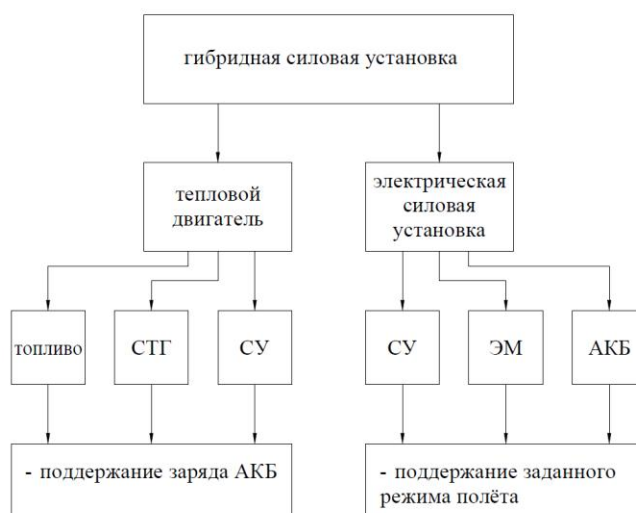 гибридная силовая установка
тепловой
двигатель
электрическая
силовая
установка
топливо
СТГ
СУ
СУ
ЭМ
АКБ
- поддержание заряда АКБ
- поддержание заданного
режима полёта